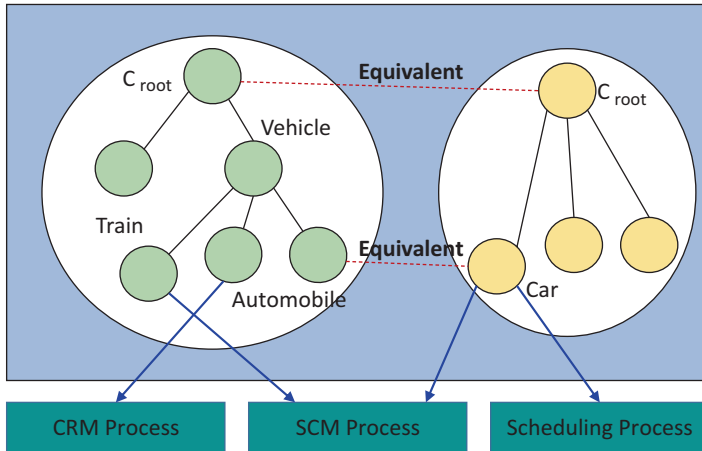 Equivalent
C root
C root
Vehicle
Train
Equivalent
Car
Automobile
CRM Process
SCM Process
Scheduling Process